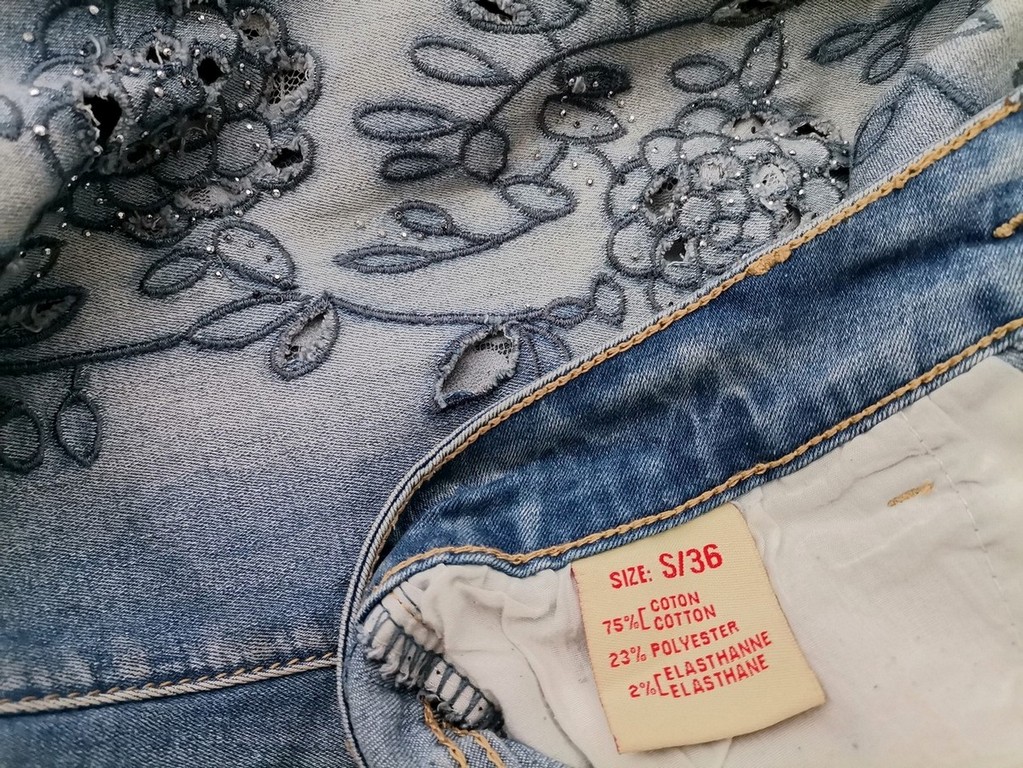 SIZE: S/36
75% COTON
COTTON
23% POLYESTER
2% ELASTHANNE
ELASTHANE